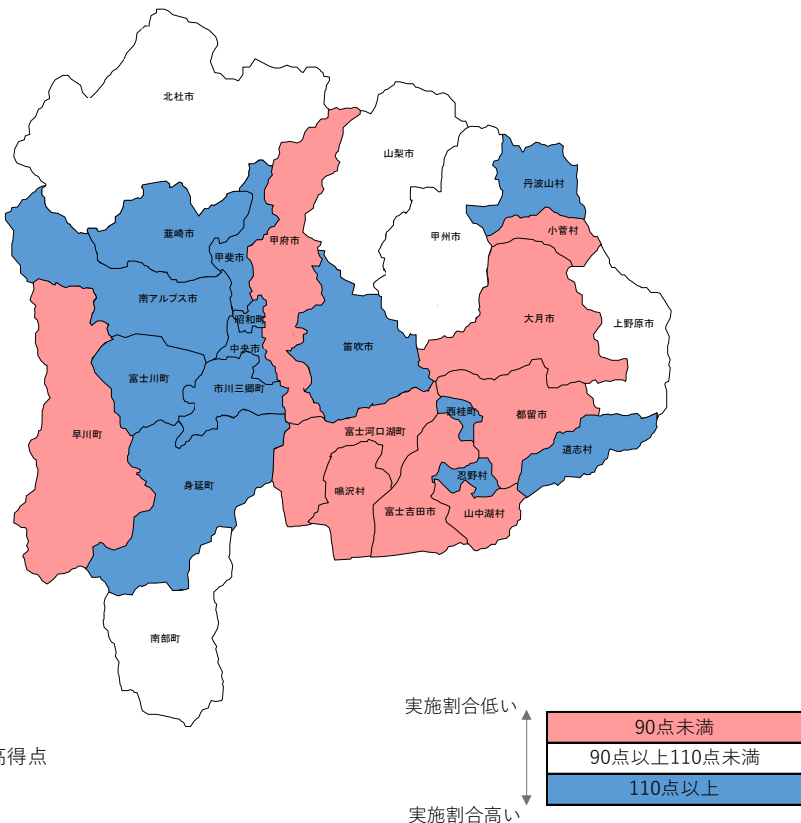 北杜市
山梨市
丹波山村
韮崎市
甲州市
小菅村
甲府市
甲斐市
南アルプス市
昭和町
大月市
上野原市
中央市
笛吹市
富士川町
市川三郷町
西桂町
都留市
早川町
富士河口湖町
道志村
身延町
忍野村
鳴沢村
富士吉田市
山中湖村
南部町
実施割合低い
90点未満
高得点
90点以上110点未満
110点以上
実施割合高い